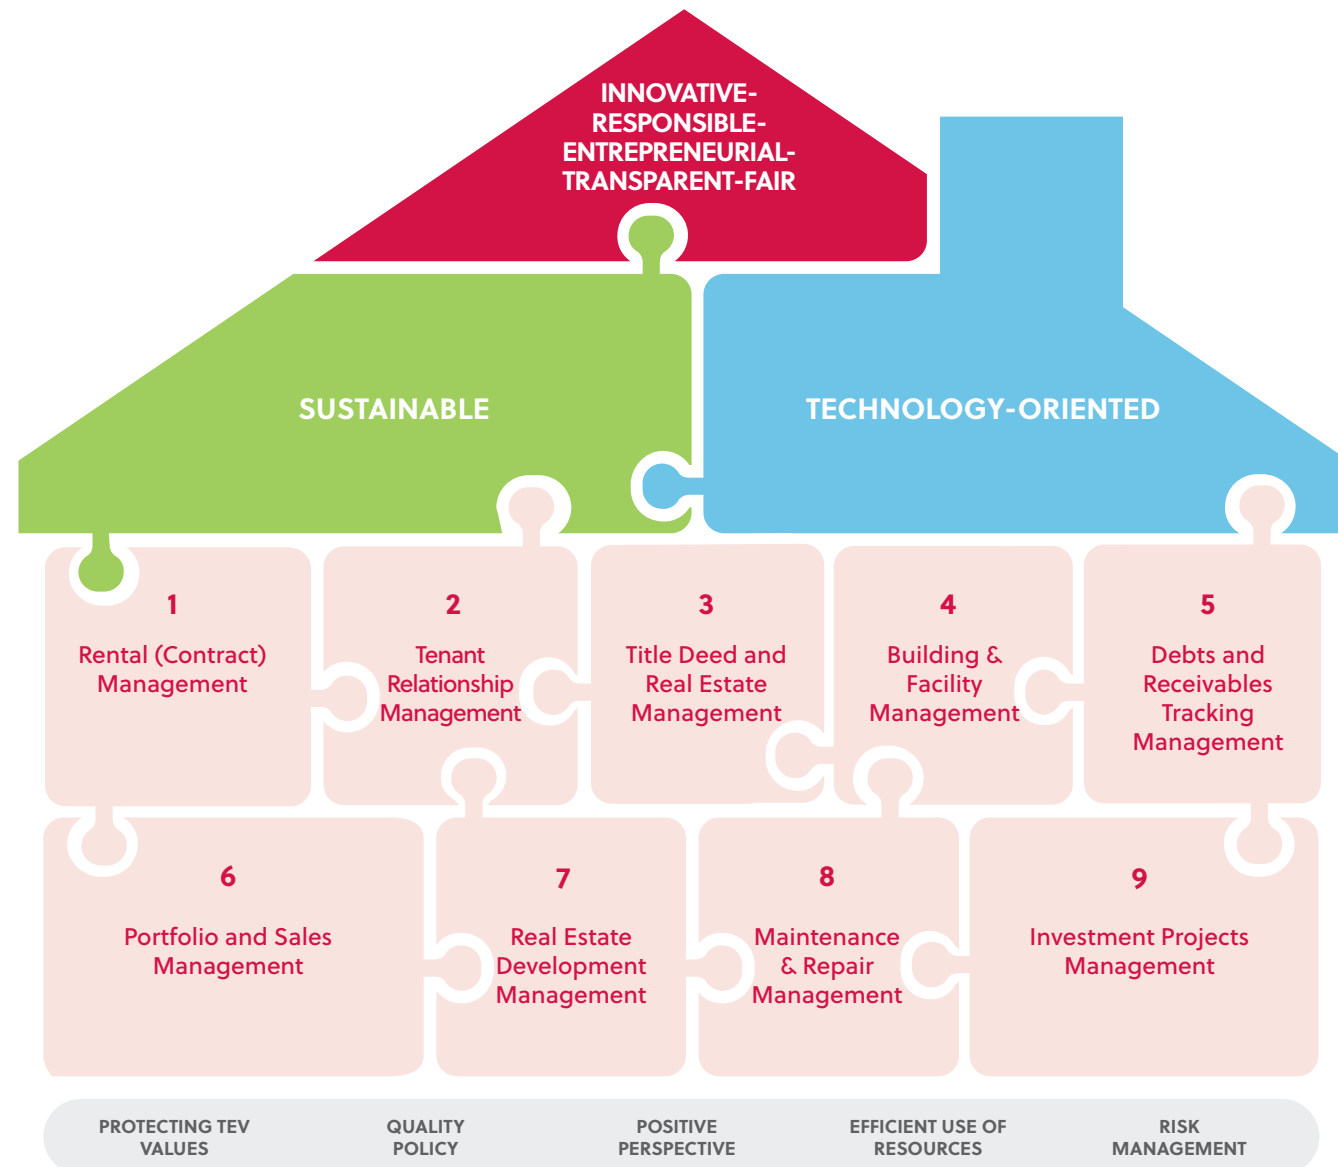 INNOVATIVE-
RESPONSIBLE-
ENTREPRENEURIAL-
TRANSPARENT-FAIR
SUSTAINABLE
TECHNOLOGY-ORIENTED
1
Rental (Contract)
Management
2
Tenant
Relationship
Management
3
Title Deed and
Real Estate
Management
4
Building &
Facility
Management
5
Debts and
Receivables
Tracking
Management
6
Portfolio and Sales
Management
7
Real Estate
Development
Management
8
Maintenance
& Repair
Management
9
Investment Projects
Management
PROTECTING TEV
VALUES
QUALITY
POLICY
POSITIVE
PERSPECTIVE
EFFICIENT USE OF
RESOURCES
RISK
MANAGEMENT